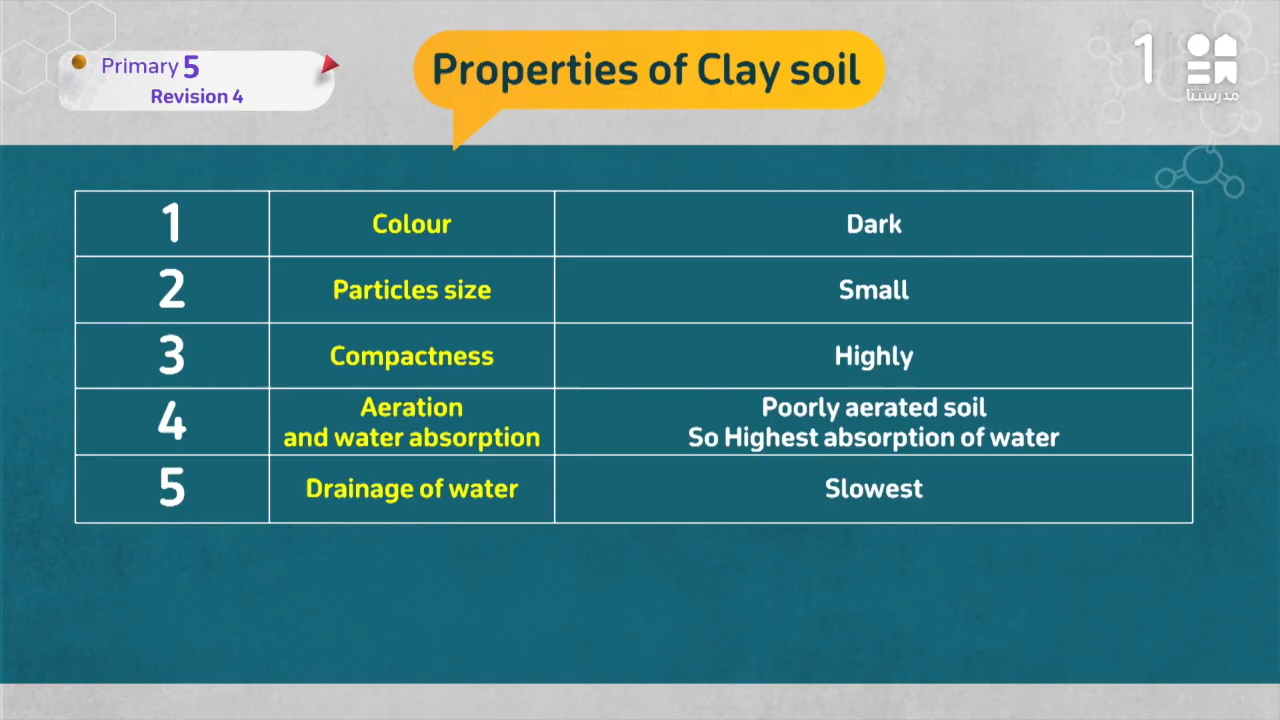 Primary 5
Revision 4
Properties of Clay soil
1
مدرستنا
1
Colour
Dark
2
Particles size
Small
3
Compactness
Highly
4
Aeration
and water absorption
Poorly aerated soil
So Highest absorption of water
5
Drainage of water
Slowest